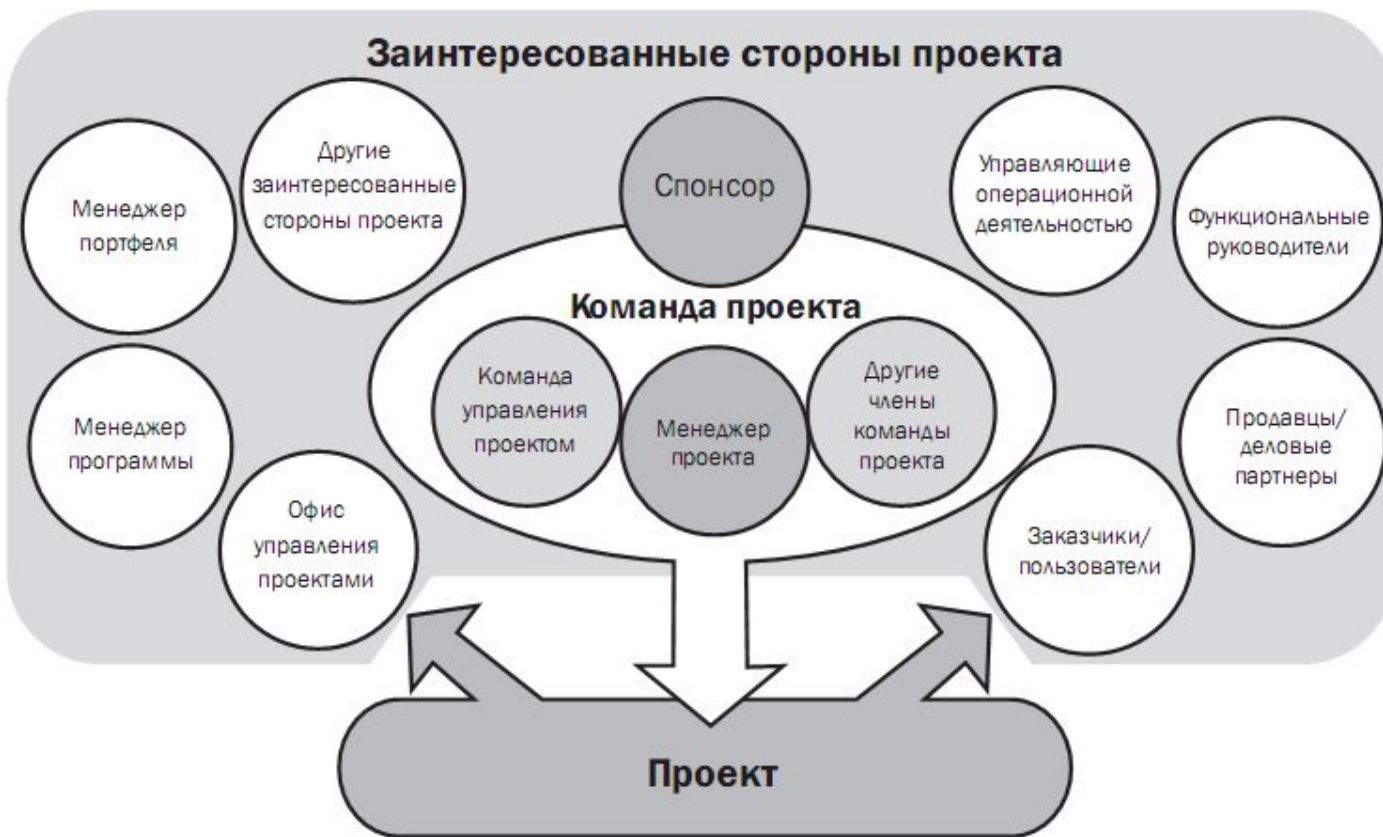 Заинтересованные стороны проекта
Менеджер
портфеля
Другие
заинтересованные
стороны проекта
Спонсор
Управляющие
операционной
деятельностью
Функциональные
руководители
Команда проекта
Команда
управления
проектом
Менеджер
проекта
Другие
члены
команды
проекта
Менеджер
программы
Офис
управления
проектами
Продавцы/
деловые
партнеры
Заказчики/
пользователи
Проект